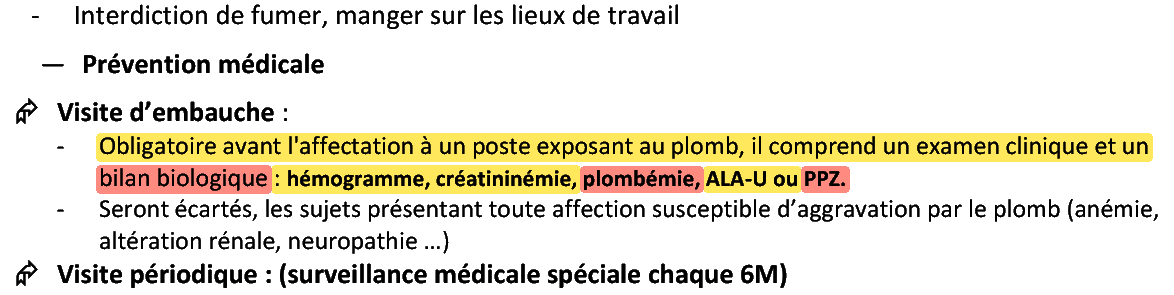 - Interdiction de fumer, manger sur les lieux de travail
— Prévention médicale
Visite d’embauche :
- Obligatoire avant l'affectation à un poste exposant au plomb, il comprend un examen clinique et un
bilan biologique : hémogramme, créatininémie, plombémie, ALA-U ou PPZ.
- Seront écartés, les sujets présentant toute affection susceptible d’aggravation par le plomb (anémie,
altération rénale, neuropathie …)
Visite périodique : (surveillance médicale spéciale chaque 6M)